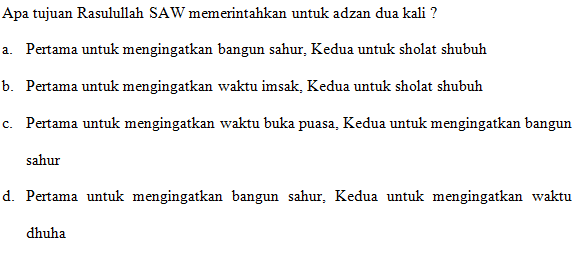 Apa tujuan Rasulullah SAW memerintahkan untuk adzan dua kali ?
a. Pertama untuk mengingatkan bangun sahur, Kedua untuk sholat shubuh
b. Pertama untuk mengingatkan waktu imsak, Kedua untuk sholat shubuh
c. Pertama untuk mengingatkan waktu buka puasa, Kedua untuk mengingatkan bangun
sahur
d. Pertama untuk mengingatkan bangun sahur, Kedua untuk mengingatkan waktu
dhuha